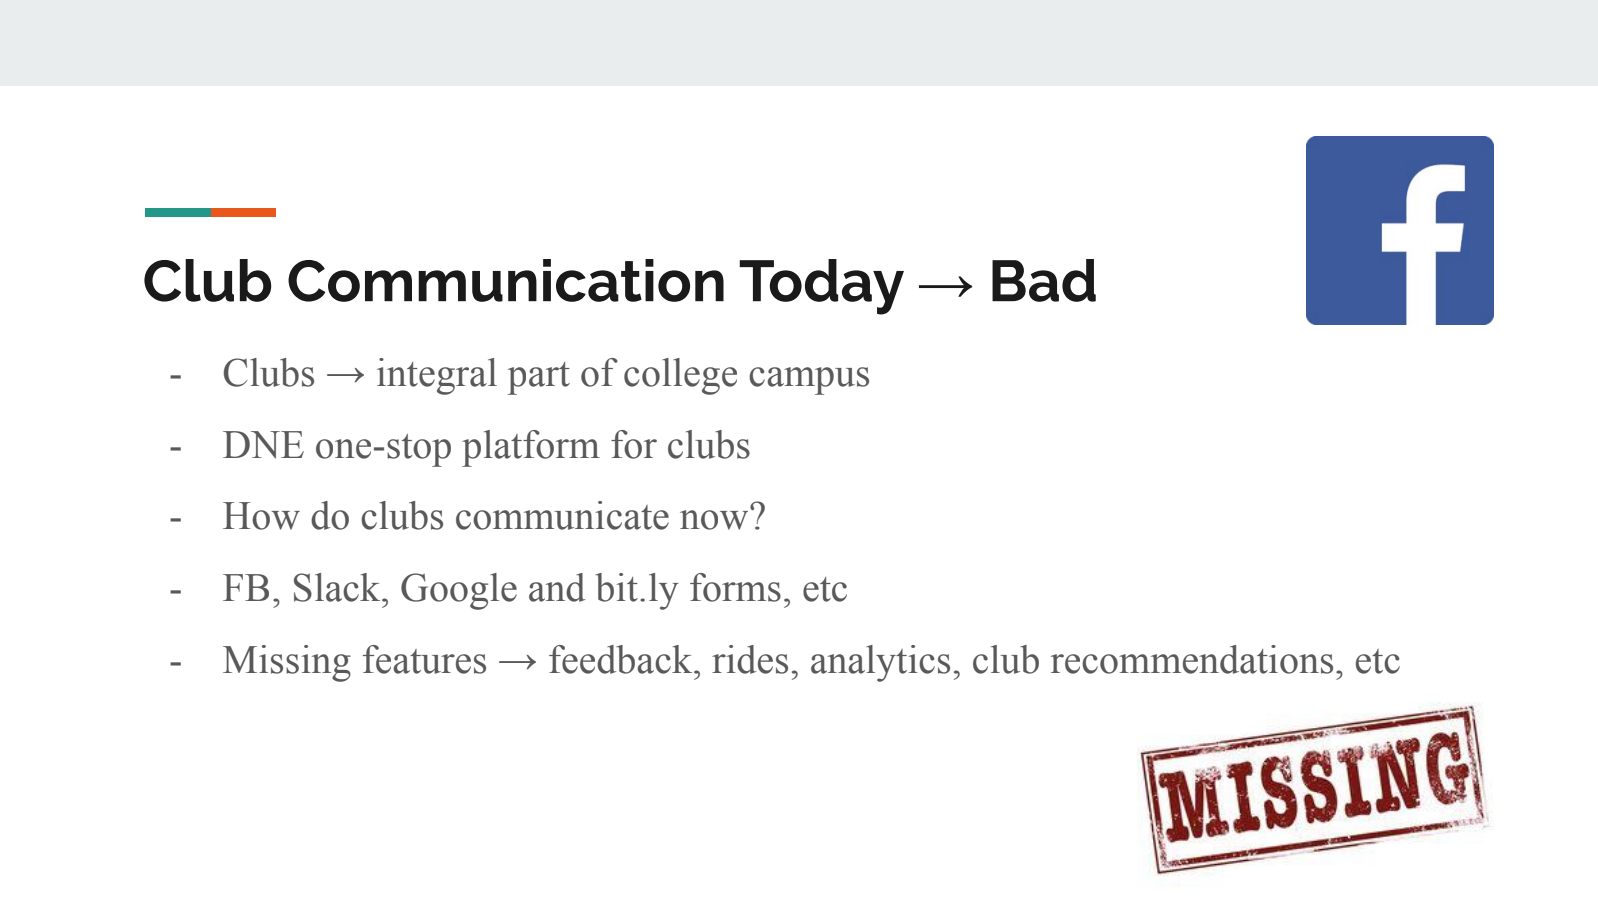 Club Communication Today → Bad
- Clubs → integral part of college campus
- DNE one-stop platform for clubs
- How do clubs communicate now?
- FB, Slack, Google and bit.ly forms, etc
- Missing features → feedback, rides, analytics, club recommendations, etc
MISSING